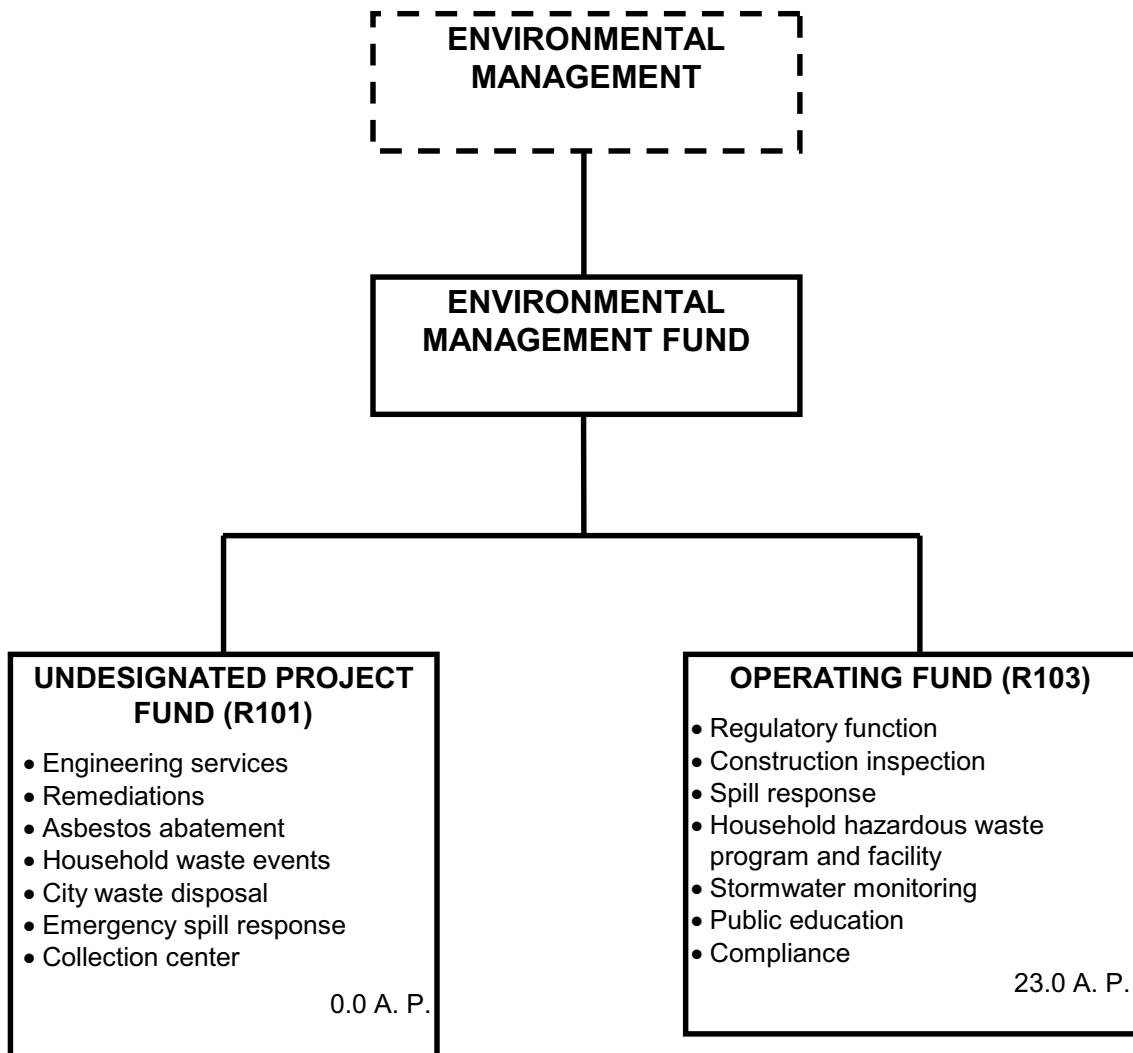 ENVIRONMENTAL
MANAGEMENT
ENVIRONMENTAL
MANAGEMENT FUND
UNDESIGNATED PROJECT
FUND (R101)
• Engineering services
• Remediations
• Asbestos abatement
• Household waste events
• City waste disposal
• Emergency spill response
• Collection center
0.0 A. P.
OPERATING FUND (R103)
• Regulatory function
• Construction inspection
• Spill response
• Household hazardous waste
program and facility
• Stormwater monitoring
• Public education
• Compliance
23.0 A. P.